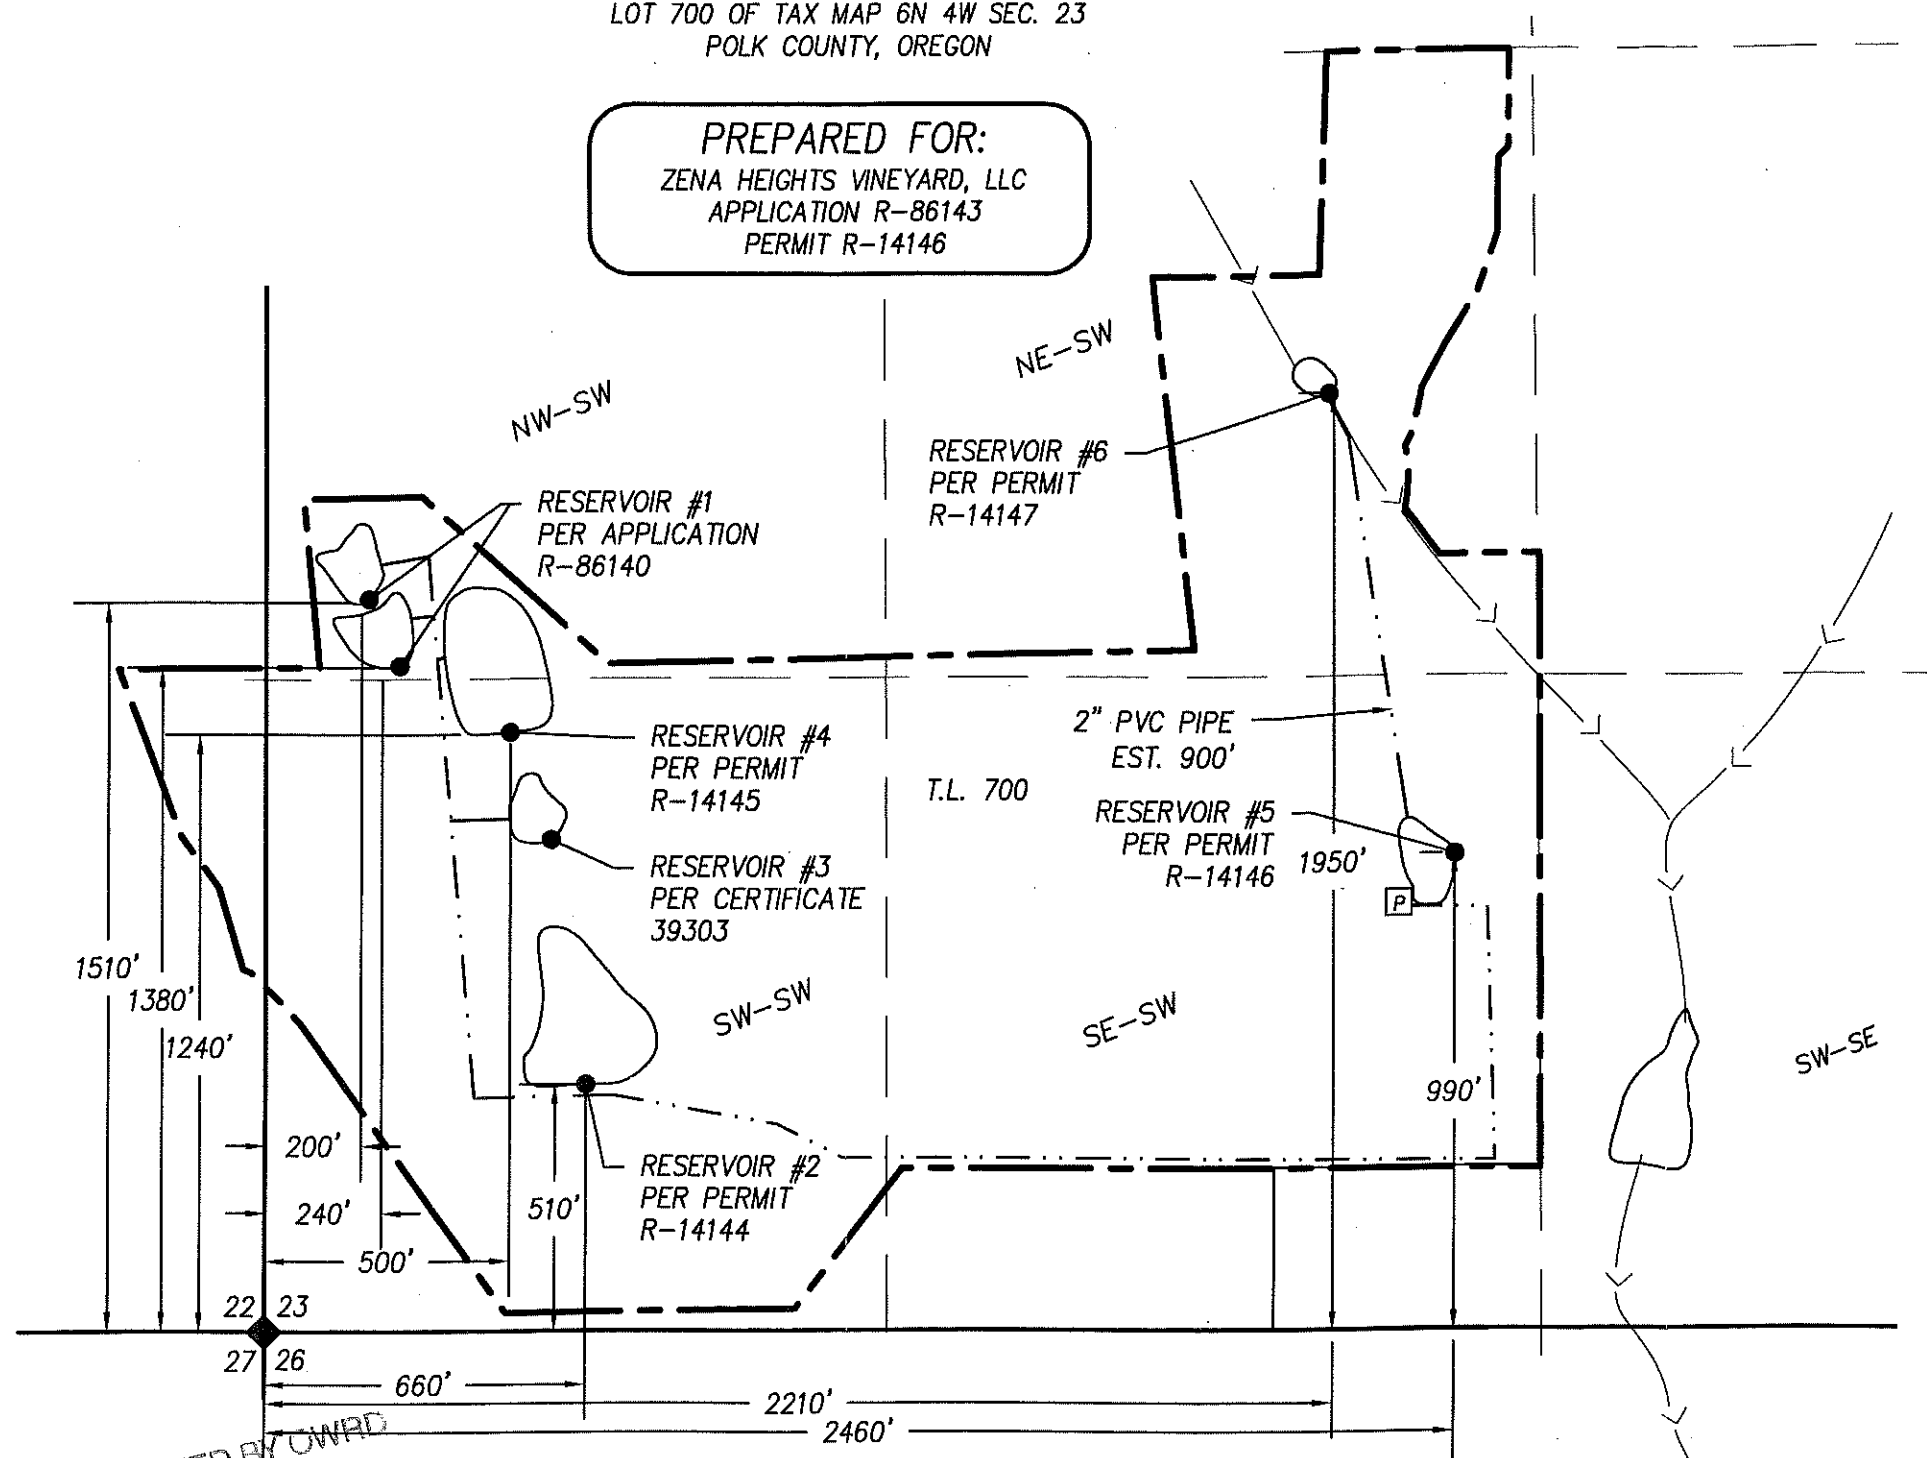 LOT 700 OF TAX MAP 6N 4W SEC. 23
POLK COUNTY, OREGON
PREPARED FOR:
ZENA HEIGHTS VINEYARD, LLC
APPLICATION R-86143
PERMIT R-14146
NW-SW
NE-SW
RESERVOIR #6
PER PERMIT
R-14147
RESERVOIR #1
PER APPLICATION
R-86140
RESERVOIR #4
PER PERMIT
R-14145
2" PVC PIPE
EST. 900'
T.L. 700
RESERVOIR #5
PER PERMIT
R-14146
1950'
P
RESERVOIR #3
PER CERTIFICATE
39303
1510'
1380'
1240'
SW-SW
SE-SW
SW-SE
990'
200'
240'
500'
510'
RESERVOIR #2
PER PERMIT
R-14144
22 23
27 26
660'
2210'
2460'
BY OWRD